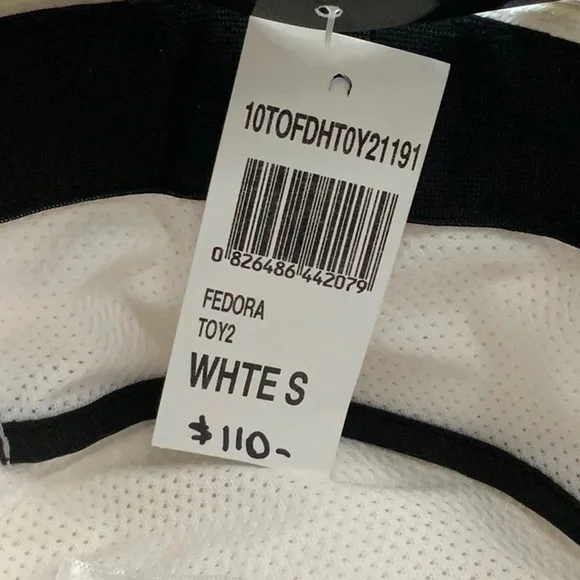 10TOFDHT0Y21191
0 826486 442079
FEDORA
TOY2
WHTE S
$110-